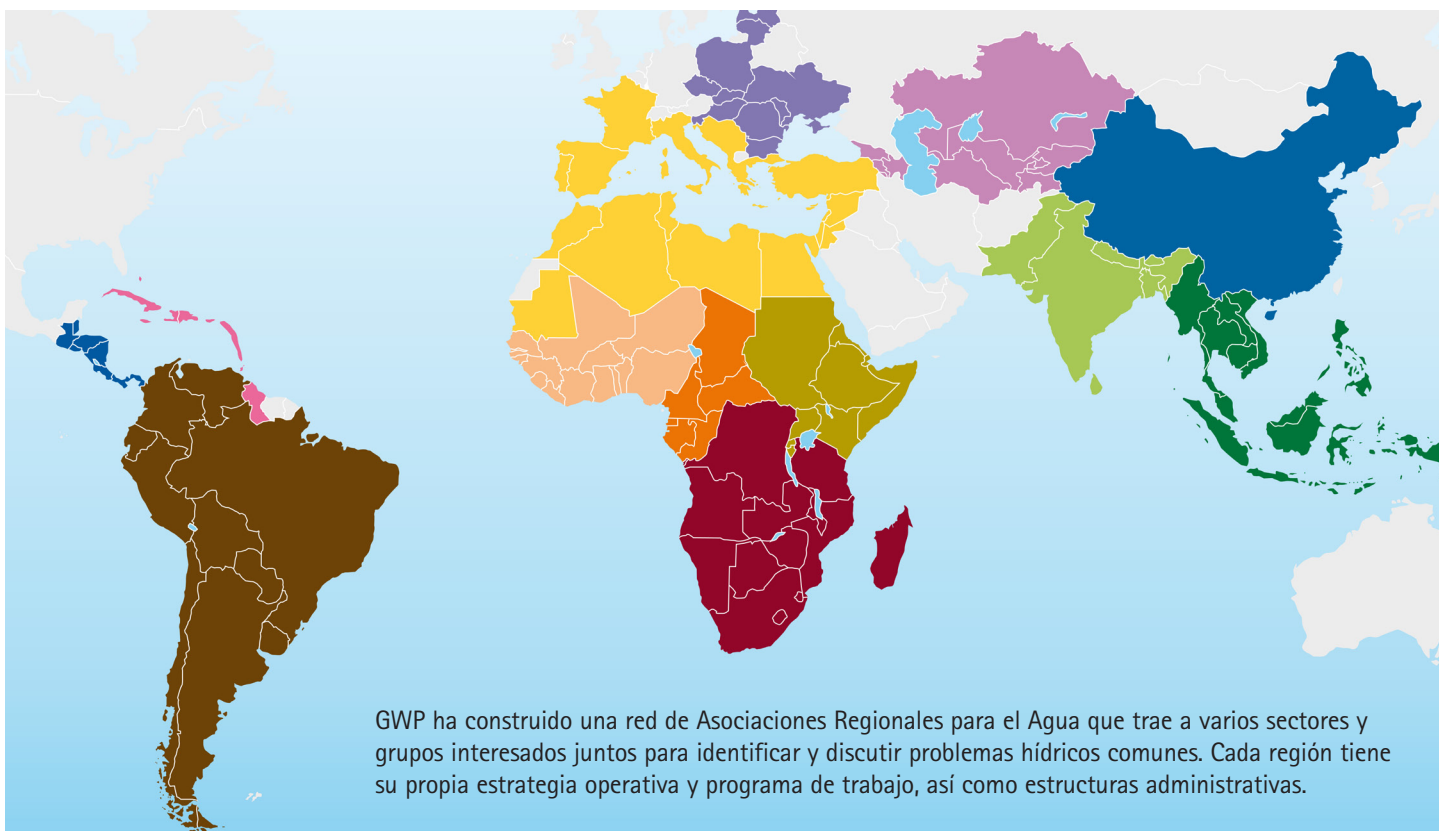 GWP ha construido una red de Asociaciones Regionales para el Agua que trae a varios sectores y
grupos interesados juntos para identificar y discutir problemas hídricos comunes. Cada región tiene
su propia estrategia operativa y programa de trabajo, así como estructuras administrativas.